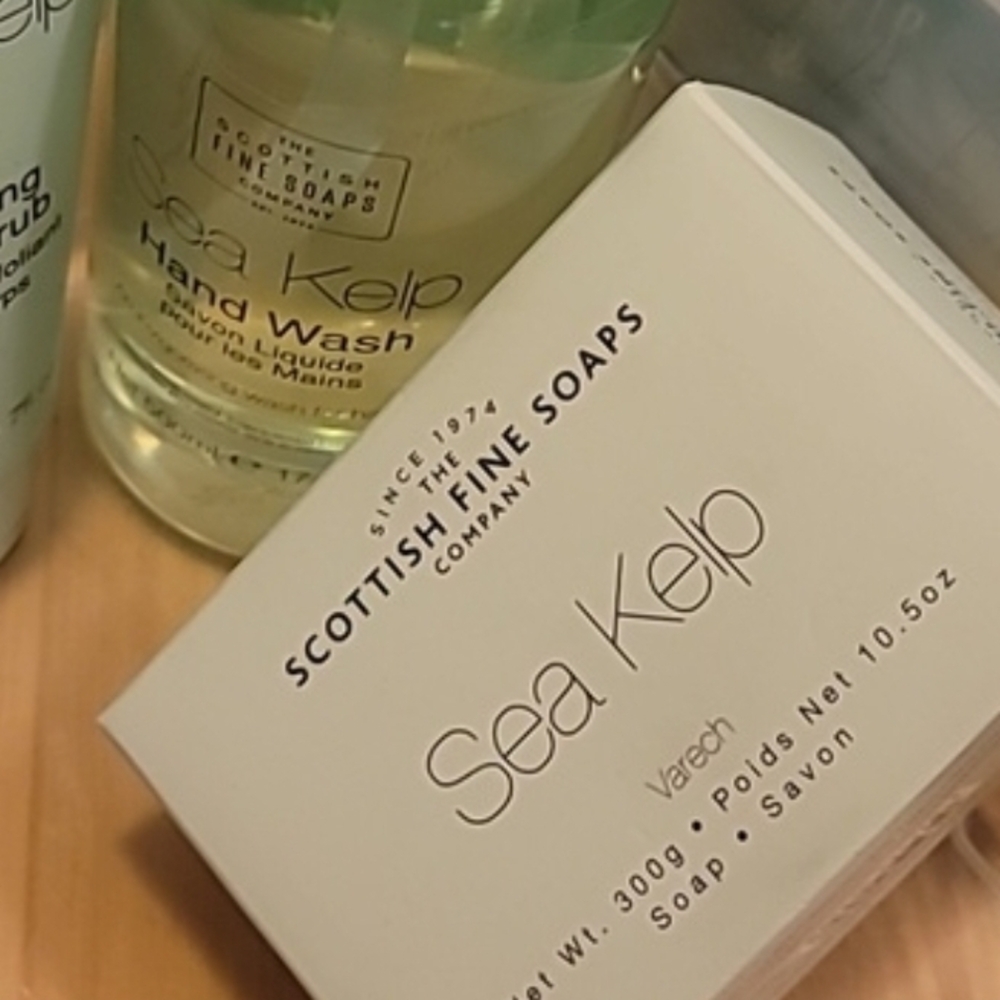 THE
SCOTTISH
FINE SOAPS
COMPANY
Sea Kelp
Hand Wash
Savon Liquide
pour les Mains
SINCE 1974
THE
SCOTTISH FINE SOAPS
COMPANY
Sea Kelp
Varech
Wt. 300g • Poids Net 10.5oz
Soap • Savon